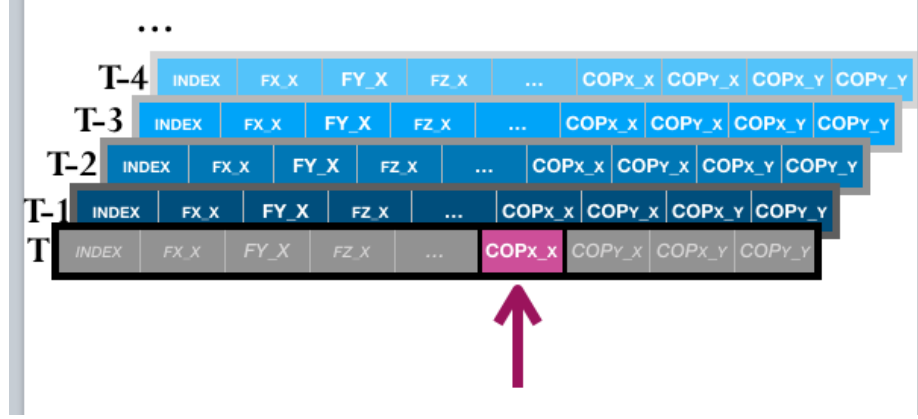 ...
T-4 INDEX FX_X FY_X FZ_X ... COPX_X COPY_X COPX_Y COPY_Y
T-3 INDEX FX_X FY_X FZ_X ... COPX_X COPY_X COPX_Y COPY_Y
T-2 INDEX FX_X FY_X FZ_X ... COPX_X COPY_X COPX_Y COPY_Y
T-1 INDEX FX_X FY_X FZ_X ... COPX_X COPY_X COPX_Y COPY_Y
T INDEX FX_X FY_X FZ_X ... COPX_X COPY_X COPX_Y COPY_Y